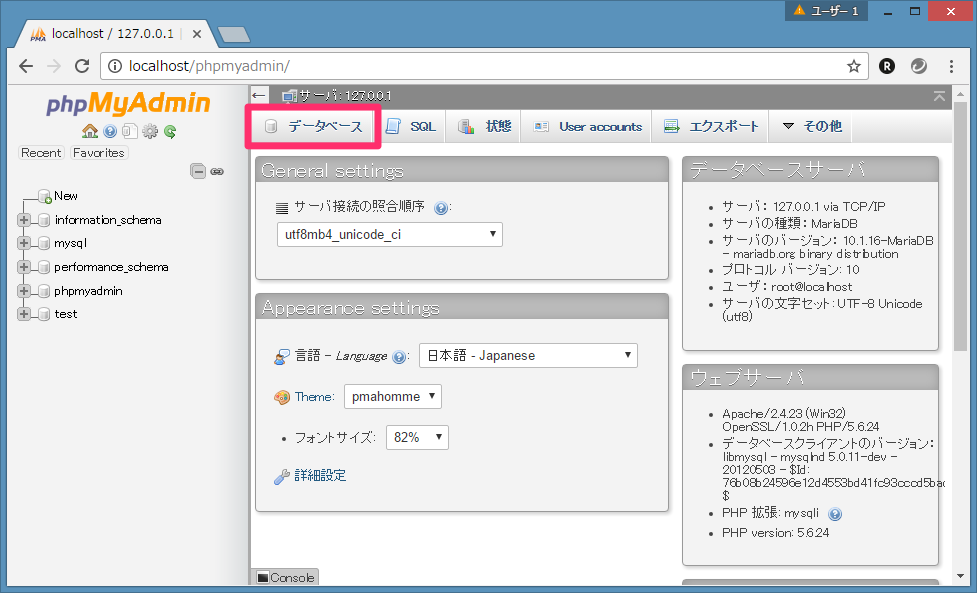 ユーザー 1
localhost / 127.0.0.1
localhost/phpmyadmin/
phpMyAdmin
Recent Favorites
New
information_schema
mysql
performance_schema
phpmyadmin
test
サーバ: 127.0.0.1
データベース SQL 状態 User accounts エクスポート その他
General settings
サーバ接続の照合順序 :
utf8mb4_unicode_ci
Appearance settings
言語 - Language :
日本語 - Japanese
Theme: pmahomme
フォントサイズ: 82%
詳細設定
データベースサーバ
サーバ: 127.0.0.1 via TCP/IP
サーバの種類: MariaDB
サーバのバージョン: 10.1.16-MariaDB
- mariadb.org binary distribution
プロトコル バージョン: 10
ユーザ: root@localhost
サーバの文字セット: UTF-8 Unicode
(utf8)
ウェブサーバ
Apache/2.4.23 (Win32)
OpenSSL/1.0.2h PHP/5.6.24
データベースクライアントのバージョン:
libmysql - mysqlnd 5.0.11-dev -
20120503 - $Id:
76b08b24596e12d4553bd41fc93cccd5bac
$
PHP 拡張: mysqli
PHP version: 5.6.24
Console